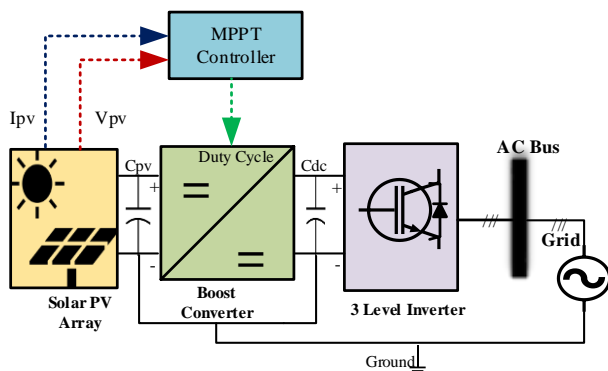 MPPT
Controller
Ipv
Vpv
Cpv
Duty Cycle
Cdc
AC Bus
+
+
Grid
-
-
Solar PV
Array
Boost
Converter
3 Level Inverter
Ground